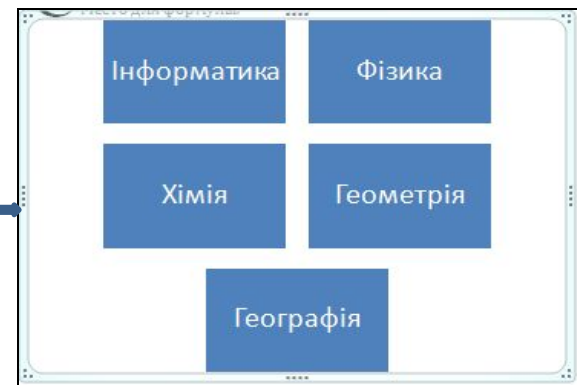 Інформатика
Фізика
Хімія
Геометрія
Географія